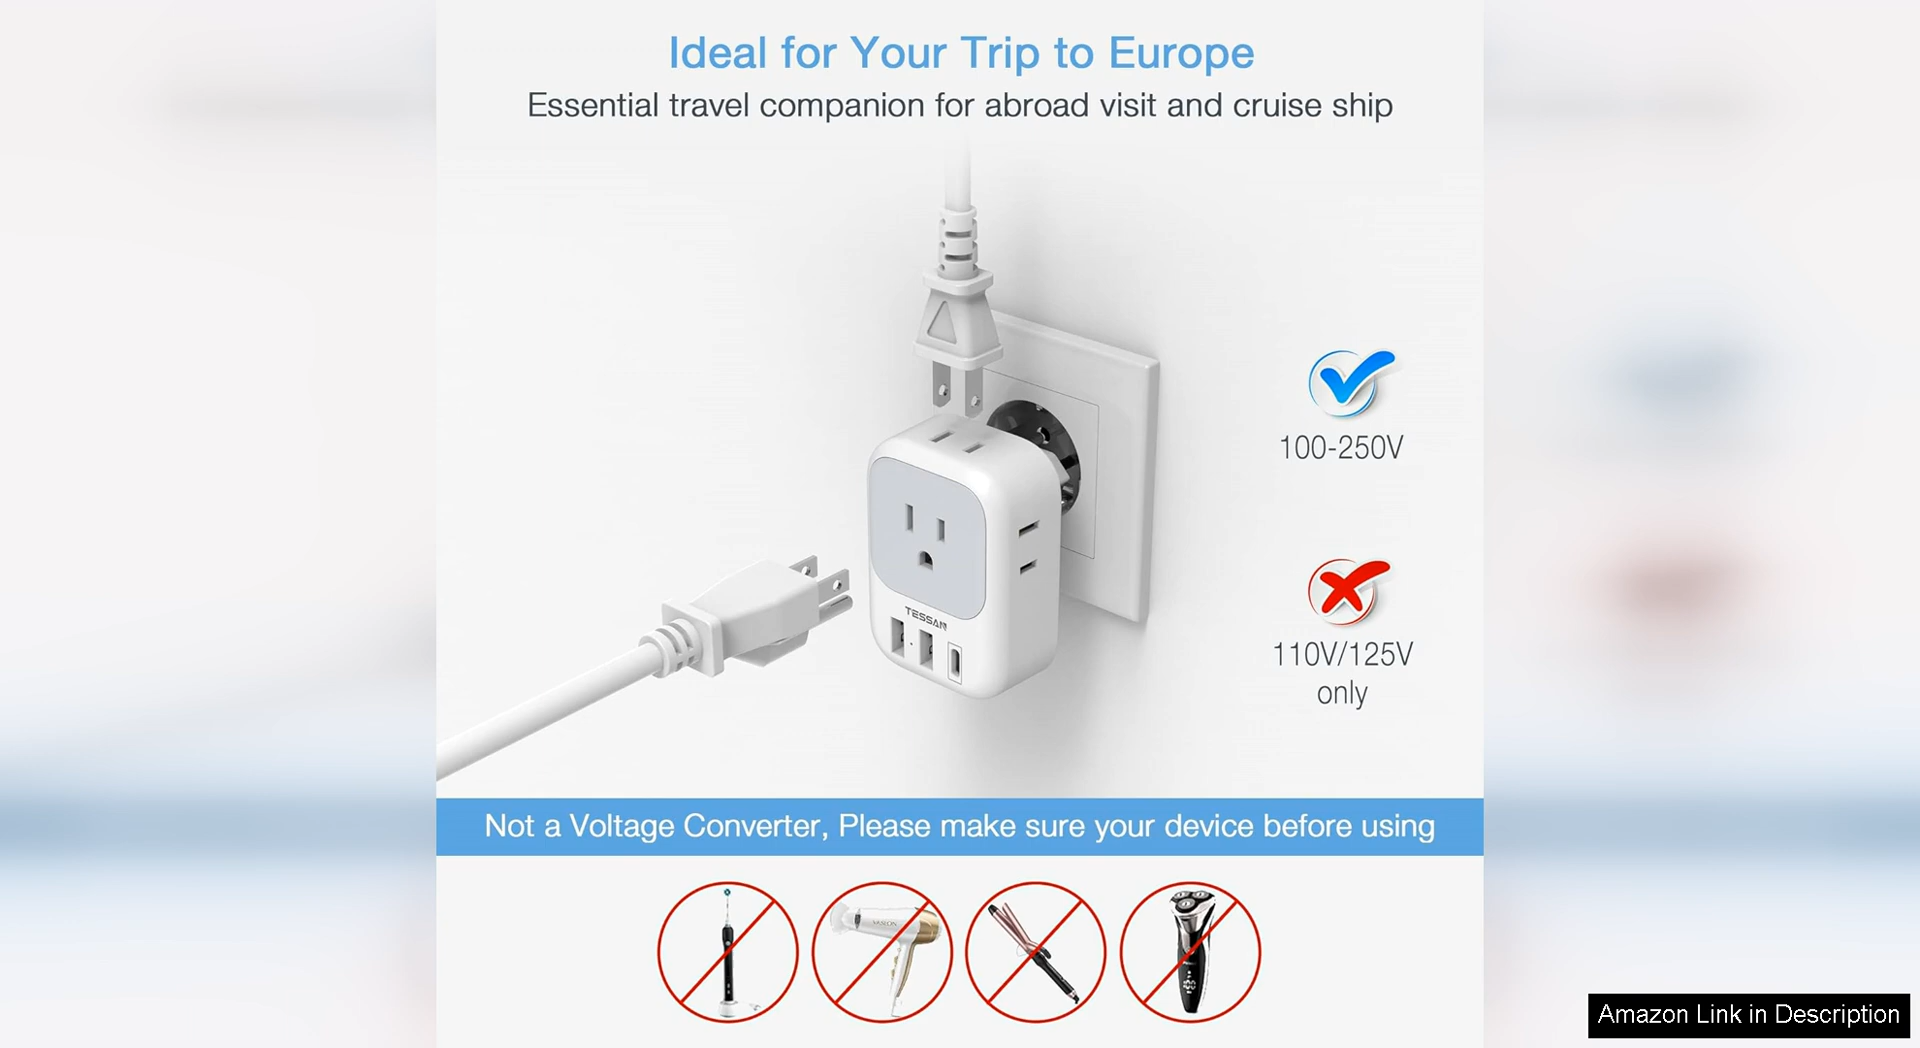 Ideal for Your Trip to Europe
Essential travel companion for abroad visit and cruise ship
100-250V
TESSAN
110V/125V
only
Not a Voltage Converter, Please make sure your device before using
Amazon Link in Description